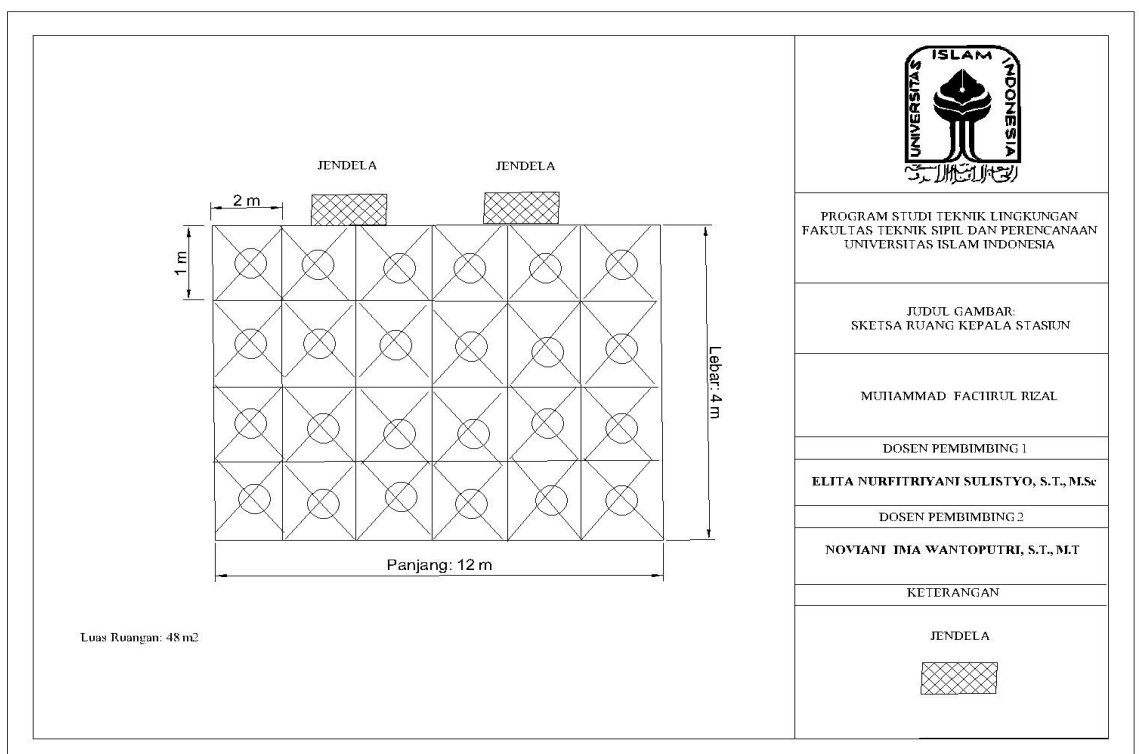 JENDELA
JENDELA
2 m
1 m
Lebar: 4 m
Panjang: 12 m
Luas Ruangan: 48 m2
UNIVERSITAS ISLAM INDONESIA
PROGRAM STUDI TEKNIK LINGKUNGAN
FAKULTAS TEKNIK SIPIL DAN PERENCANAAN
UNIVERSITAS ISLAM INDONESIA
JUDUL GAMBAR:
SKETSA RUANG KEPALA STASIUN
MUHAMMAD FACHRUL RIZAL
DOSEN PEMBIMBING 1
ELITA NURFITRIYANI SULISTYO, S.T., M.Sc
DOSEN PEMBIMBING 2
NOVIANI IMA WANTOPUTRI, S.T., M.T
KETERANGAN
JENDELA